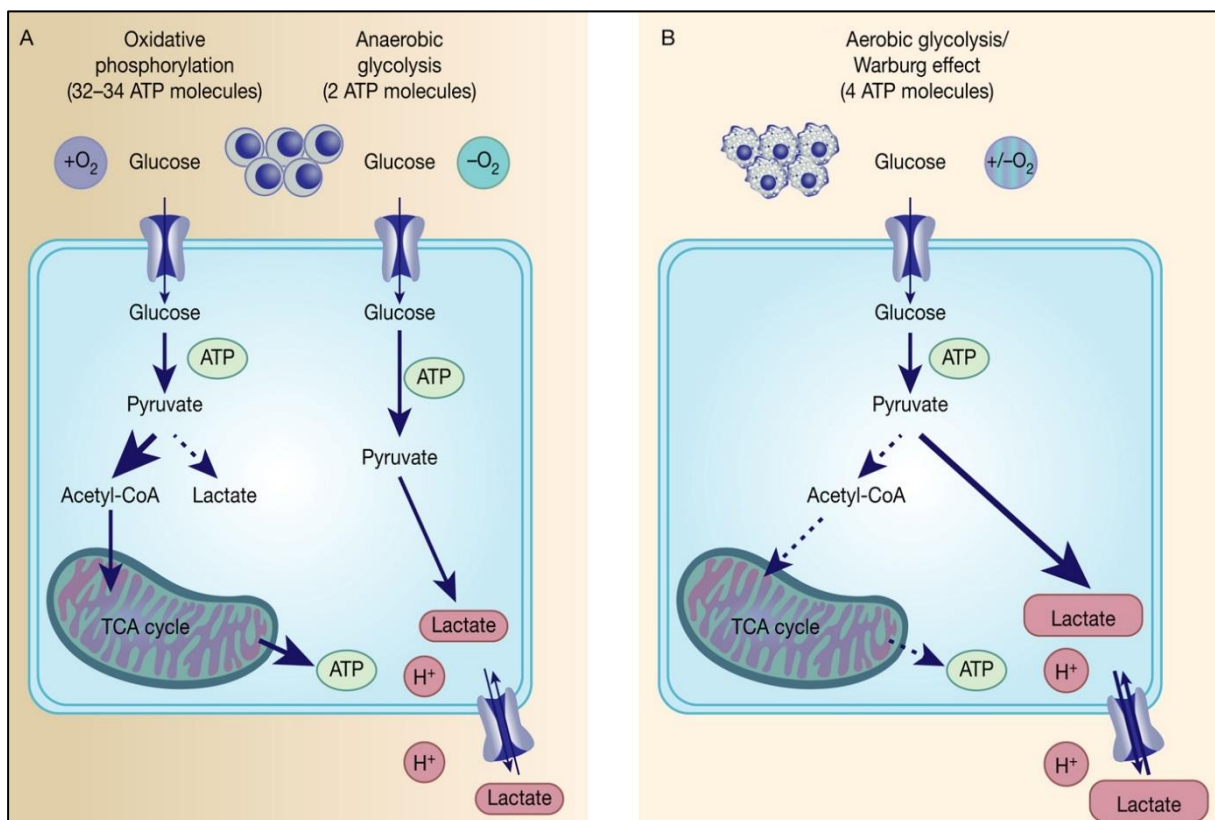 A
Oxidative
phosphorylation
(32–34 ATP molecules)
Anaerobic
glycolysis
(2 ATP molecules)
+O₂
Glucose
Glucose
–O₂
Glucose
ATP
Pyruvate
Acetyl-CoA
Lactate
TCA cycle
ATP
Glucose
ATP
Pyruvate
Lactate
H⁺
H⁺
Lactate
B
Aerobic glycolysis/
Warburg effect
(4 ATP molecules)
Glucose
+/–O₂
Glucose
ATP
Pyruvate
Acetyl-CoA
TCA cycle
ATP
Lactate
H⁺
H⁺
Lactate